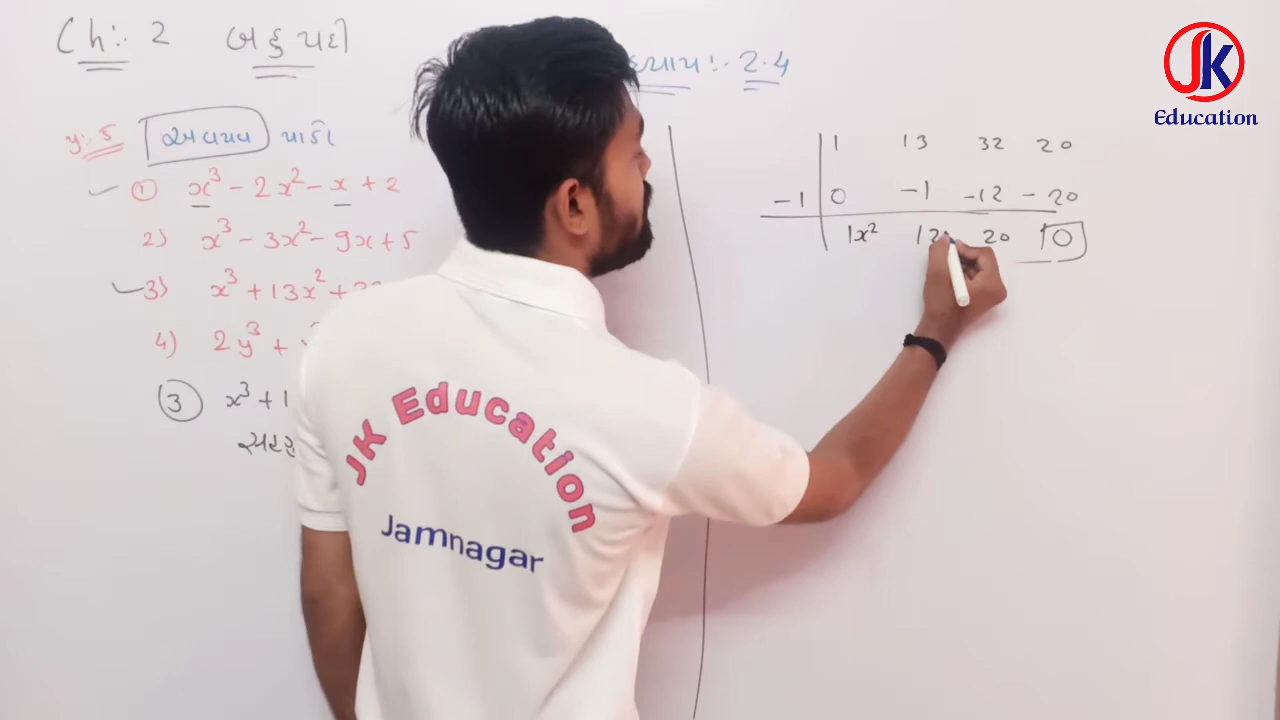 Ch:- 2 બહુપદી
2.4
y:5 અવયવ પાડો
① x³ - 2x² - x + 2
2) x³ - 3x² - 9x + 5
3) x³ + 13x² +
4) 2y³ +
③ x³ + 1
1 13 32 20
-1 0 -1 -12 -20
1x² 12 20 0
JK
Education
JK Education
Jamnagar